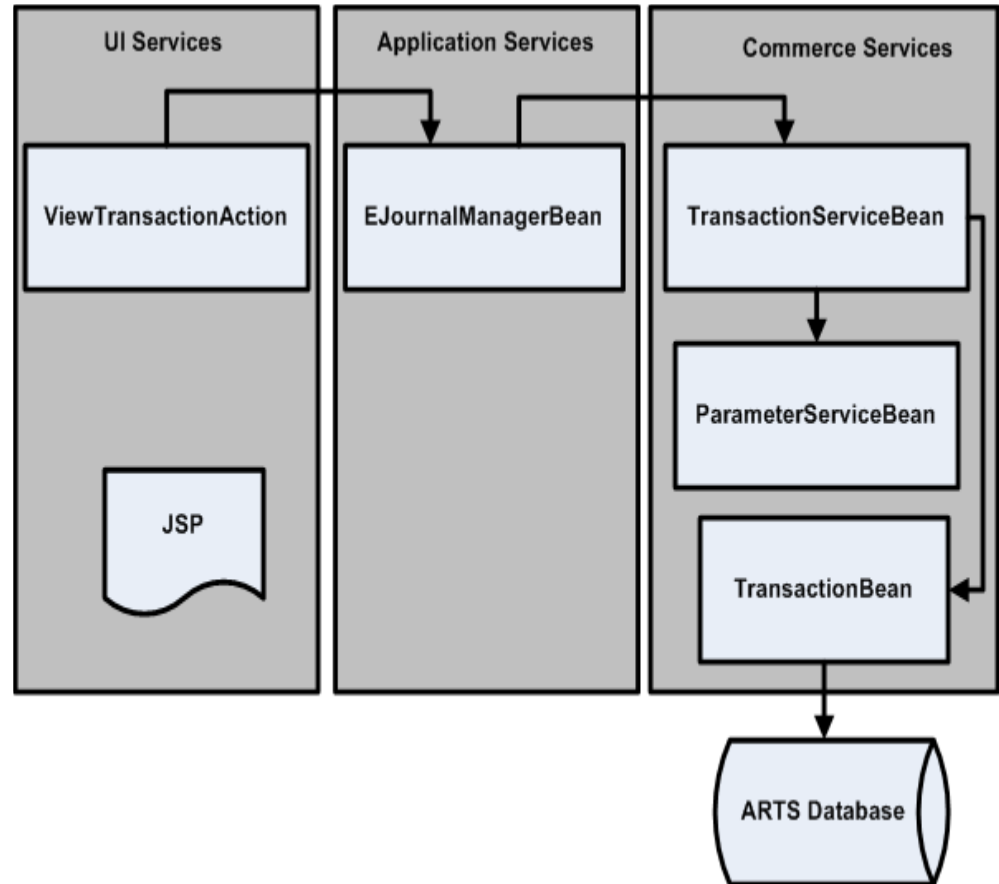 UI Services
Application Services
Commerce Services
ViewTransactionAction
EJournalManagerBean
TransactionServiceBean
ParameterServiceBean
JSP
TransactionBean
ARTS Database